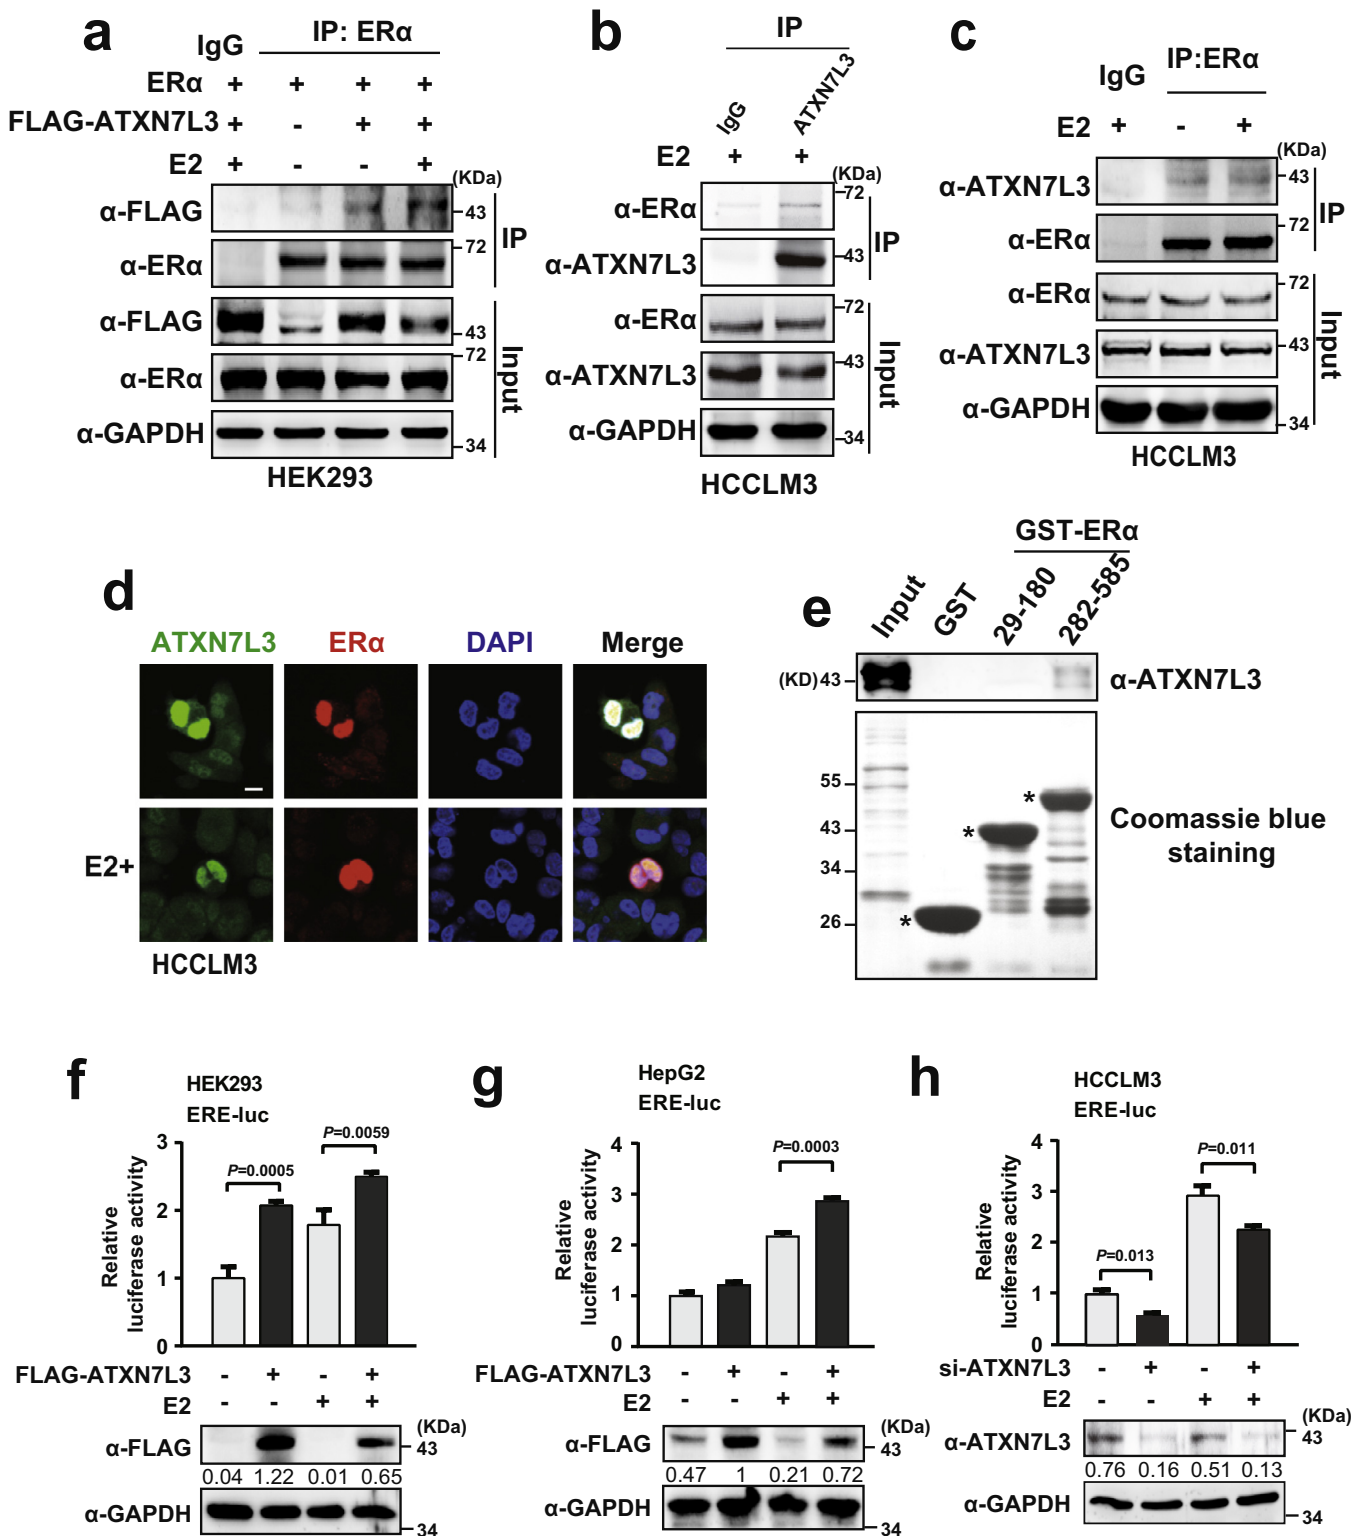 a
IgG
IP: ERα
ERα + + + +
FLAG-ATXN7L3 + - + +
E2 + - - +
(KDa)
α-FLAG 43
α-ERα 72
IP
α-FLAG 43
α-ERα 72
α-GAPDH 34
Input
HEK293
b
IP
IgG ATXN7L3
E2 + +
(KDa)
α-ERα 72
α-ATXN7L3 43
IP
α-ERα 72
α-ATXN7L3 43
α-GAPDH 34
Input
HCCLM3
c
IgG IP:ERα
E2 + - +
(KDa)
α-ATXN7L3 43
α-ERα 72
IP
α-ERα 72
α-ATXN7L3 43
α-GAPDH 34
Input
HCCLM3
d
ATXN7L3 ERα DAPI Merge
E2+
HCCLM3
e
GST-ERα
Input GST 29-180 282-585
(KD) 43
α-ATXN7L3
55
43
34
26
* * *
Coomassie blue
staining
f
HEK293
ERE-luc
Relative
luciferase activity
3
2
1
0
P=0.0005
P=0.0059
FLAG-ATXN7L3 - + - +
E2 - - + +
(KDa)
α-FLAG 43
0.04 1.22 0.01 0.65
α-GAPDH 34
g
HepG2
ERE-luc
Relative
luciferase activity
4
3
2
1
0
P=0.0003
FLAG-ATXN7L3 - + - +
E2 - - + +
(KDa)
α-FLAG 43
0.47 1 0.21 0.72
α-GAPDH 34
h
HCCLM3
ERE-luc
Relative
luciferase activity
4
3
2
1
0
P=0.013
P=0.011
si-ATXN7L3 - + - +
E2 - - + +
(KDa)
α-ATXN7L3 43
0.76 0.16 0.51 0.13
α-GAPDH 34